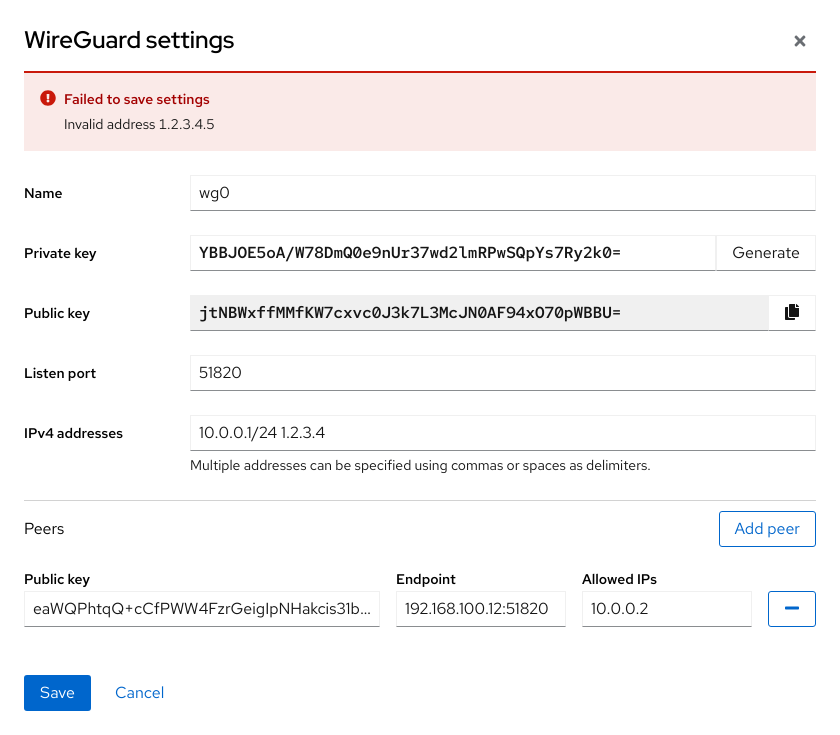 WireGuard settings
Failed to save settings
Invalid address 1.2.3.4.5
Name
wg0
Private key
YBBJOE5oA/W78DmQ0e9nUr37wd2lmRPwSQpYs7Ry2k0=
Generate
Public key
jtNBWxffMMfKW7cxvc0J3k7L3McJN0AF94xO70pWBBU=
Listen port
51820
IPv4 addresses
10.0.0.1/24 1.2.3.4
Multiple addresses can be specified using commas or spaces as delimiters.
Peers
Add peer
Public key Endpoint Allowed IPs
eaWQPhtqQ+cCfPWW4FzrGeigIpNHakcis31b... 192.168.100.12:51820 10.0.0.2
Save Cancel